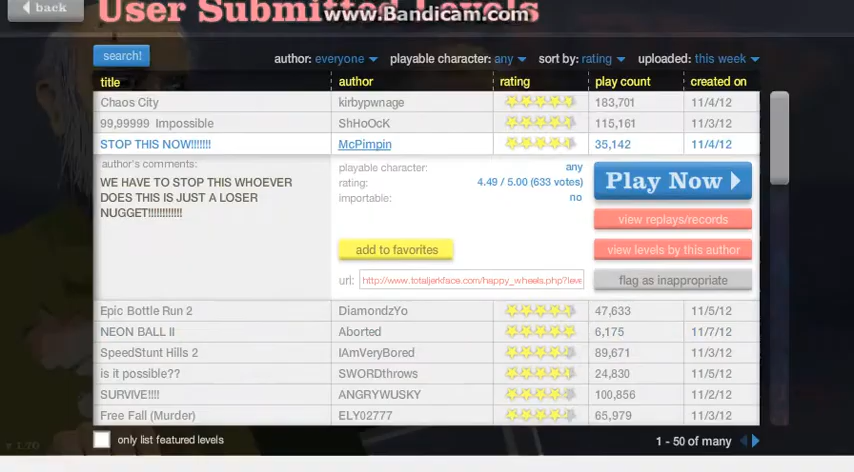 back
User Submitted Levels
www.Bandicam.com
search!
author: everyone playable character: any sort by: rating uploaded: this week
title author rating play count created on
Chaos City kirbypwnage 183,701 11/4/12
99,99999 Impossible ShHoOcK 115,161 11/3/12
STOP THIS NOW!!!!!!! McPimpin 35,142 11/4/12
author's comments:
WE HAVE TO STOP THIS WHOEVER
DOES THIS IS JUST A LOSER
NUGGET!!!!!!!!!!!!
playable character: any
rating: 4.49 / 5.00 (633 votes)
importable: no
Play Now
view replays/records
add to favorites
view levels by this author
url: http://www.totaljerkface.com/happy_wheels.php?leve
flag as inappropriate
Epic Bottle Run 2 DiamondzYo 47,633 11/5/12
NEON BALL II Aborted 6,175 11/7/12
SpeedStunt Hills 2 IAmVeryBored 89,671 11/3/12
is it possible?? SWORDthrows 24,830 11/5/12
SURVIVE!!!! ANGRYWUSKY 100,856 11/2/12
Free Fall (Murder) ELY02777 65,979 11/3/12
only list featured levels
1 - 50 of many
v 1.70